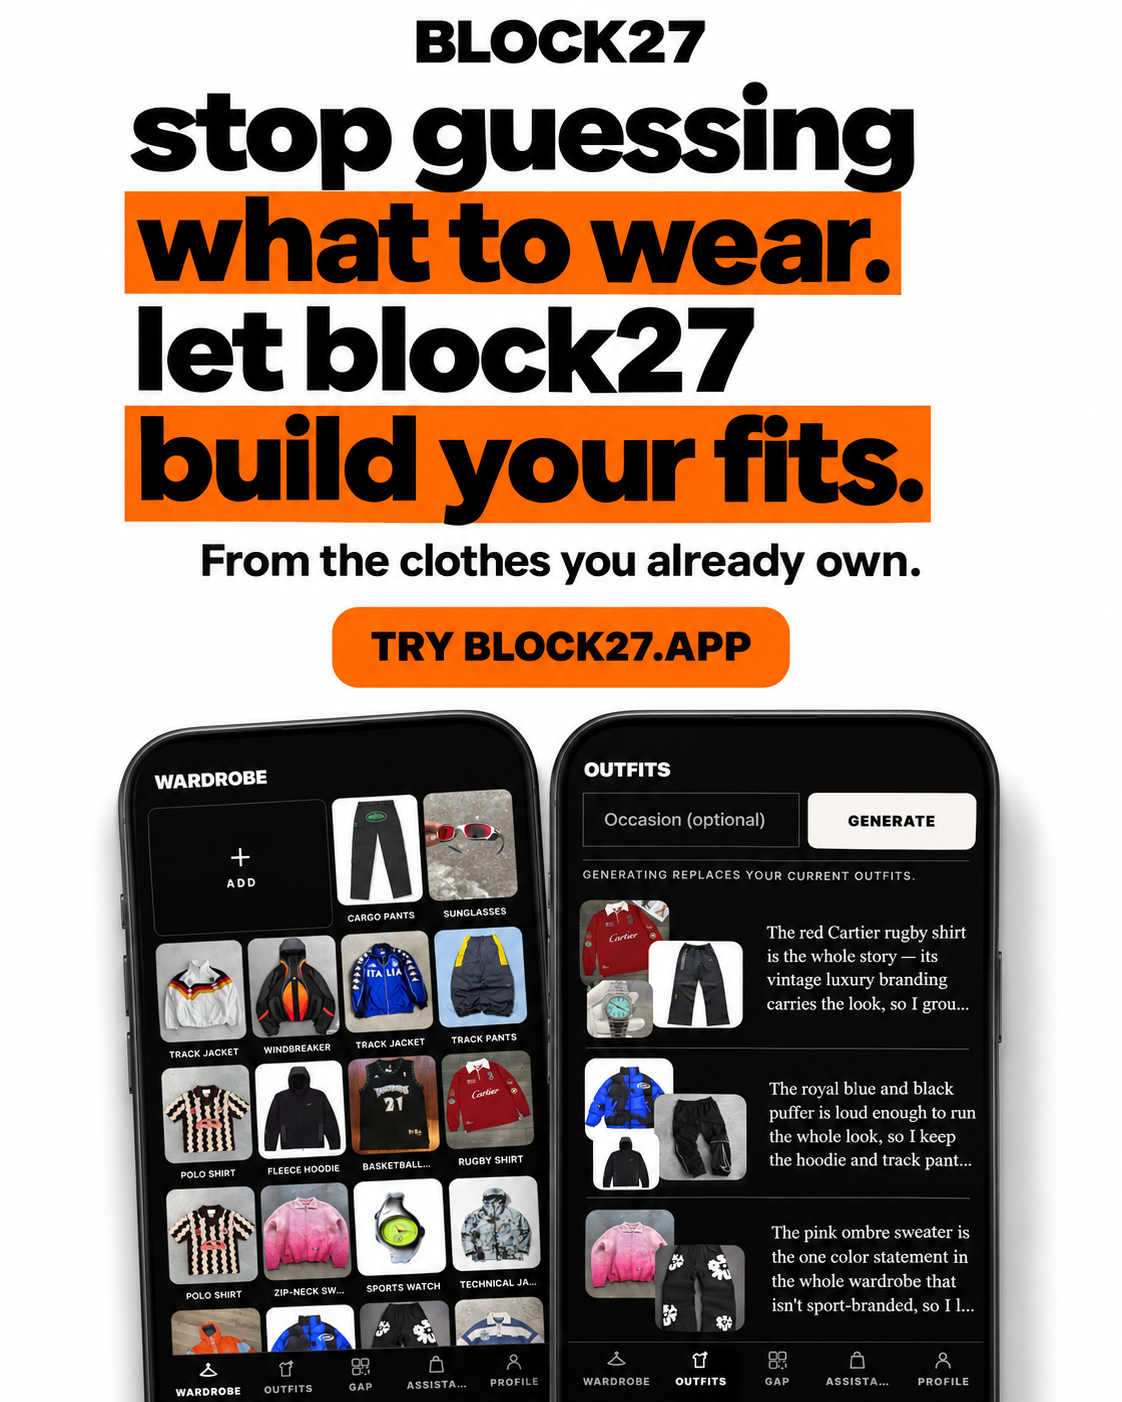 BLOCK27
stop guessing
what to wear.
let block27
build your fits.
From the clothes you already own.
TRY BLOCK27.APP
WARDROBE
+
ADD
CARGO PANTS
SUNGLASSES
TRACK JACKET
WINDBREAKER
ITALIA
TRACK JACKET
TRACK PANTS
POLO SHIRT
FLEECE HOODIE
21
BASKETBALL...
Cartier
RUGBY SHIRT
POLO SHIRT
ZIP-NECK SW...
SPORTS WATCH
TECHNICAL JA...
WARDROBE
OUTFITS
GAP
ASSISTA...
PROFILE
OUTFITS
Occasion (optional)
GENERATE
GENERATING REPLACES YOUR CURRENT OUTFITS.
Cartier
The red Cartier rugby shirt
is the whole story — its
vintage luxury branding
carries the look, so I grou...
The royal blue and black
puffer is loud enough to run
the whole look, so I keep
the hoodie and track pant...
The pink ombre sweater is
the one color statement in
the whole wardrobe that
isn't sport-branded, so I l...
WARDROBE
OUTFITS
GAP
ASSISTA...
PROFILE